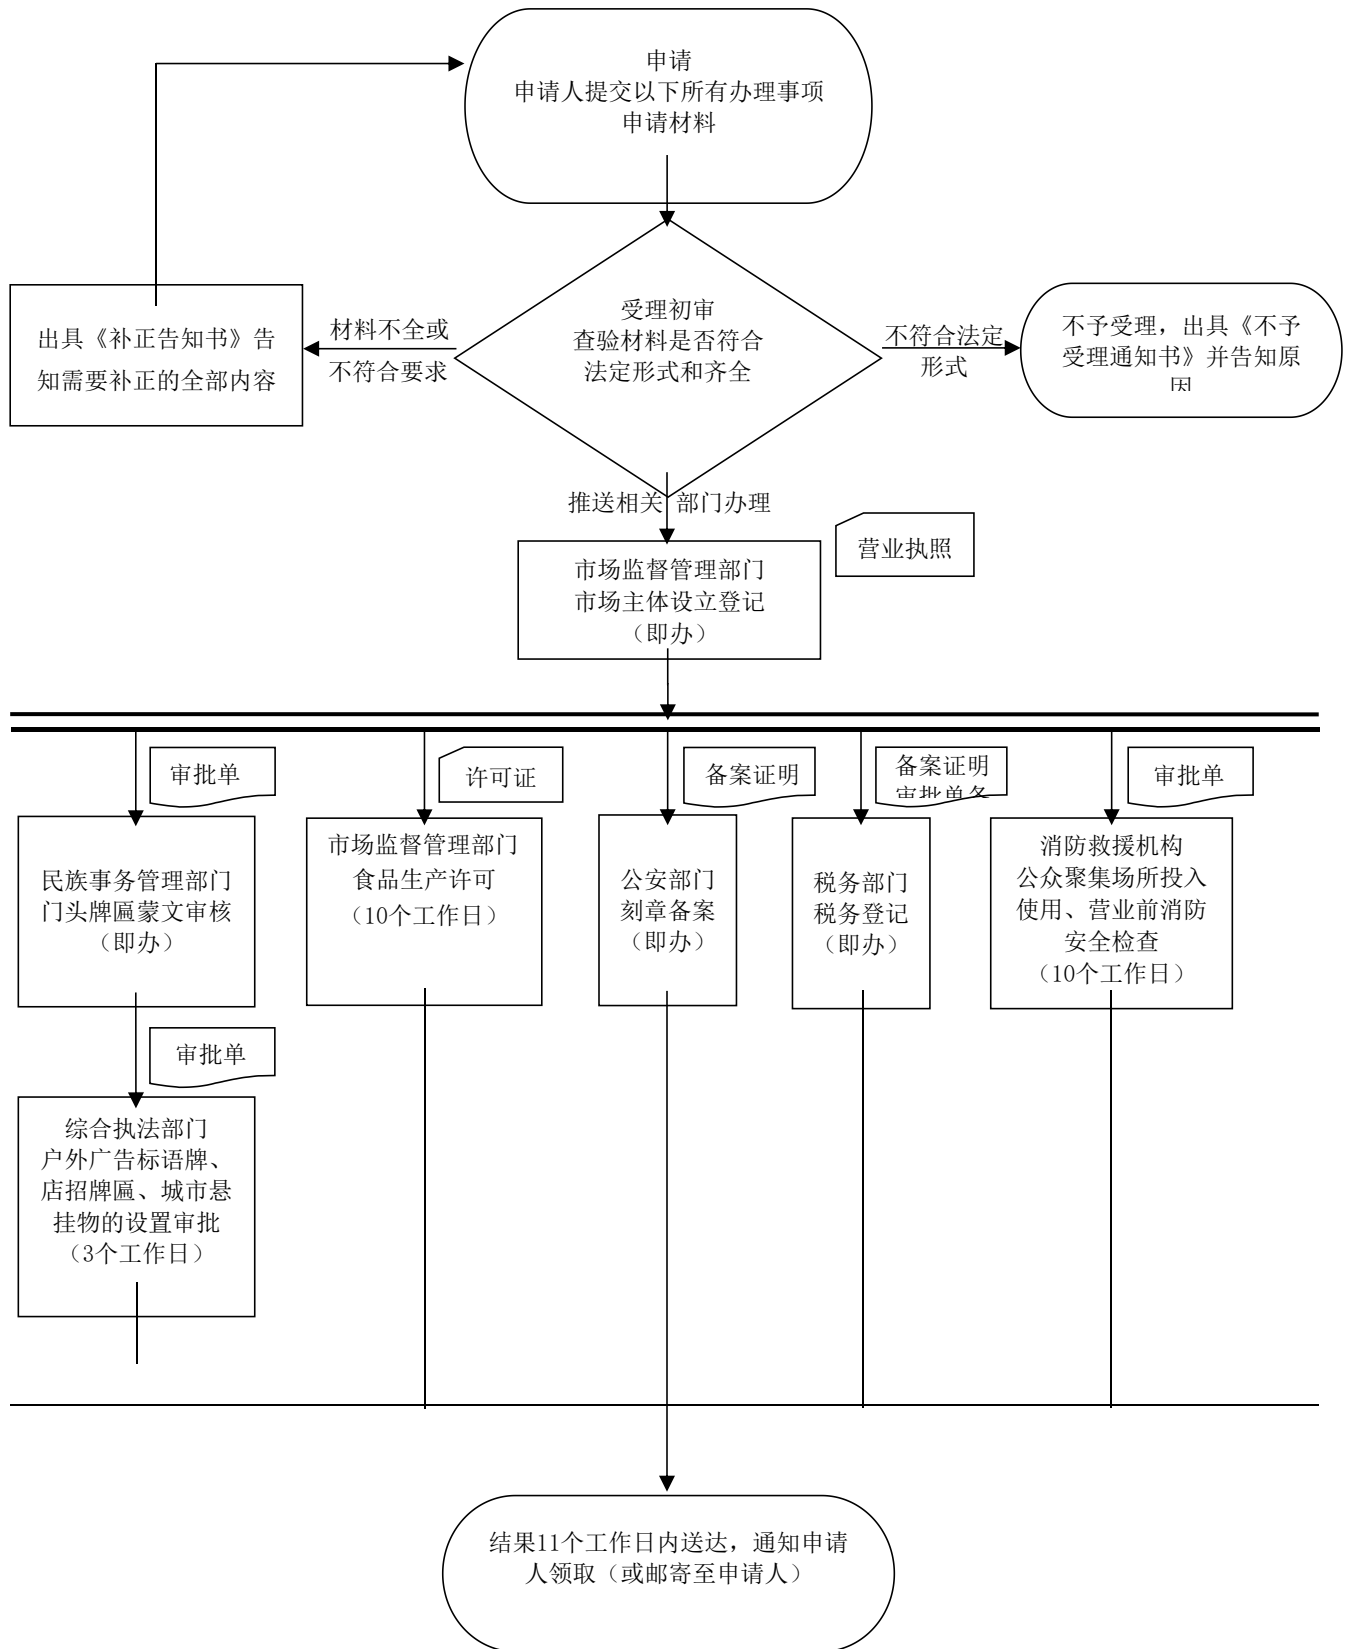 申请
申请人提交以下所有办理事项
申请材料
受理初审
查验材料是否符合
法定形式和齐全
材料不全或
不符合要求
出具《补正告知书》告
知需要补正的全部内容
不符合法定
形式
不予受理，出具《不予
受理通知书》并告知原
因
推送相关 部门办理
营业执照
市场监督管理部门
市场主体设立登记
（即办）
审批单
许可证
备案证明
备案证明
审批单
审批单
民族事务管理部门
门头牌匾蒙文审核
（即办）
市场监督管理部门
食品生产许可
（10个工作日）
公安部门
刻章备案
（即办）
税务部门
税务登记
（即办）
消防救援机构
公众聚集场所投入
使用、营业前消防
安全检查
（10个工作日）
审批单
综合执法部门
户外广告标语牌、
店招牌匾、城市悬
挂物的设置审批
（3个工作日）
结果11个工作日内送达，通知申请
人领取（或邮寄至申请人）